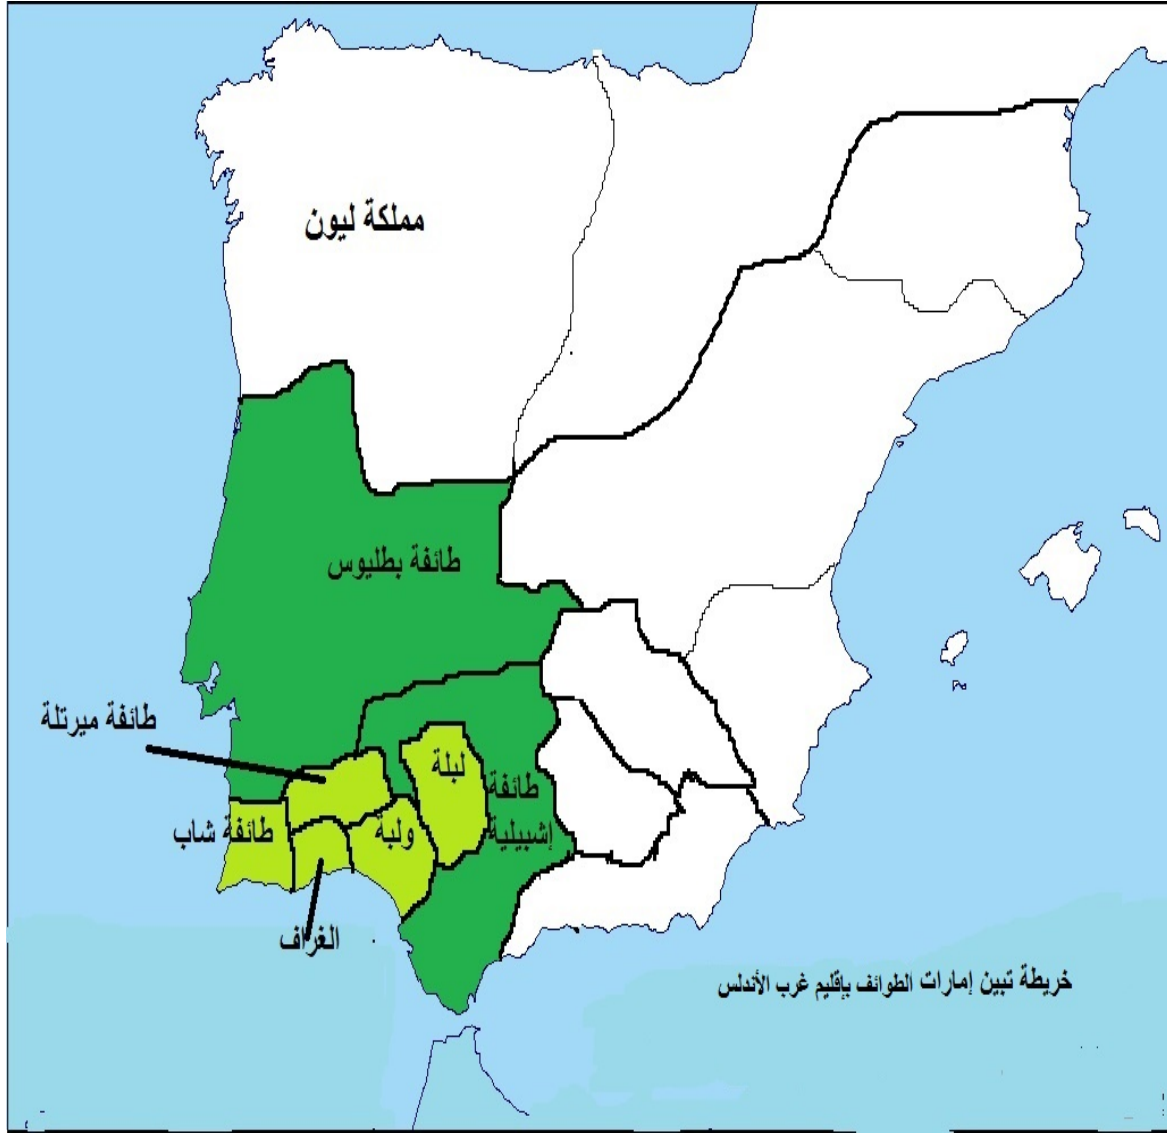 مملكة ليون
طائفة بطليوس
طائفة ميرتلة
لبلة
طائفة
إشبيلية
ولبة
طائفة شاب
الغراف
خريطة تبين إمارات الطوائف بإقليم غرب الأندلس